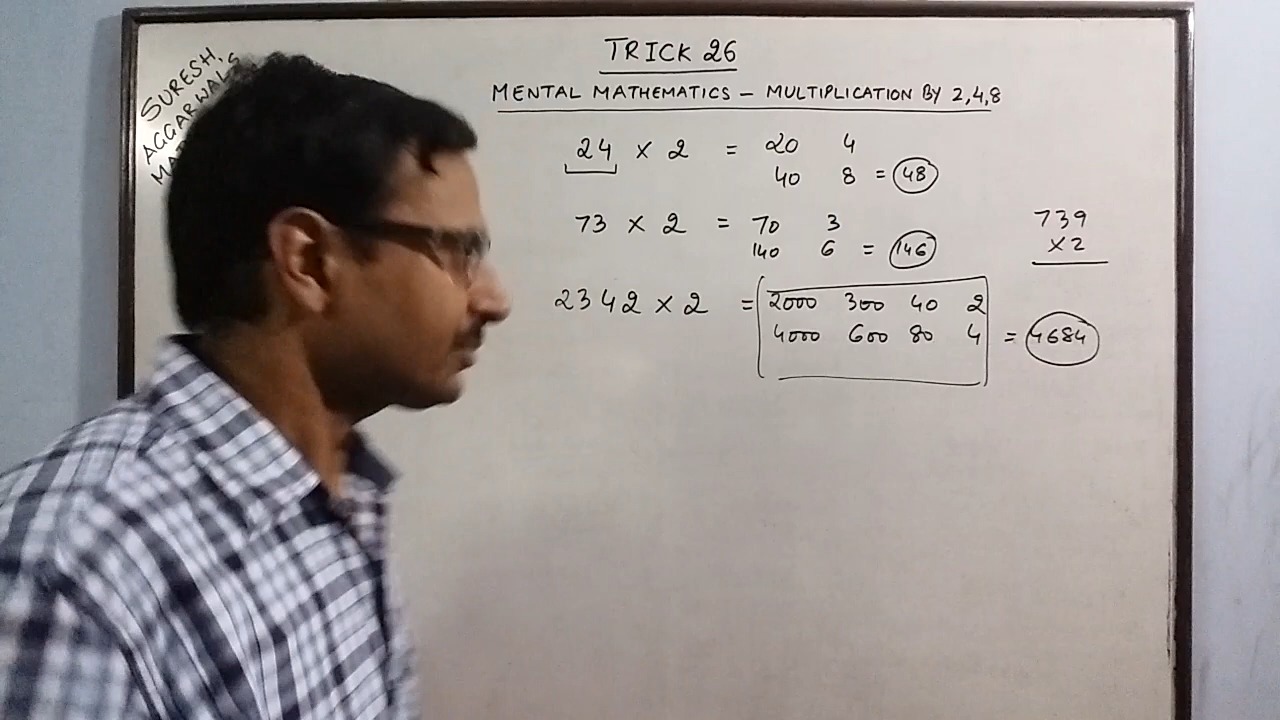 SURESH
AGGARWAL'S
TRICK 26
MENTAL MATHEMATICS – MULTIPLICATION BY 2,4,8
24 × 2 = 20 4
40 8 = 48
73 × 2 = 70 3
140 6 = 146
739
×2
2342 × 2 = 2000 300 40 2
4000 600 80 4 = 4684